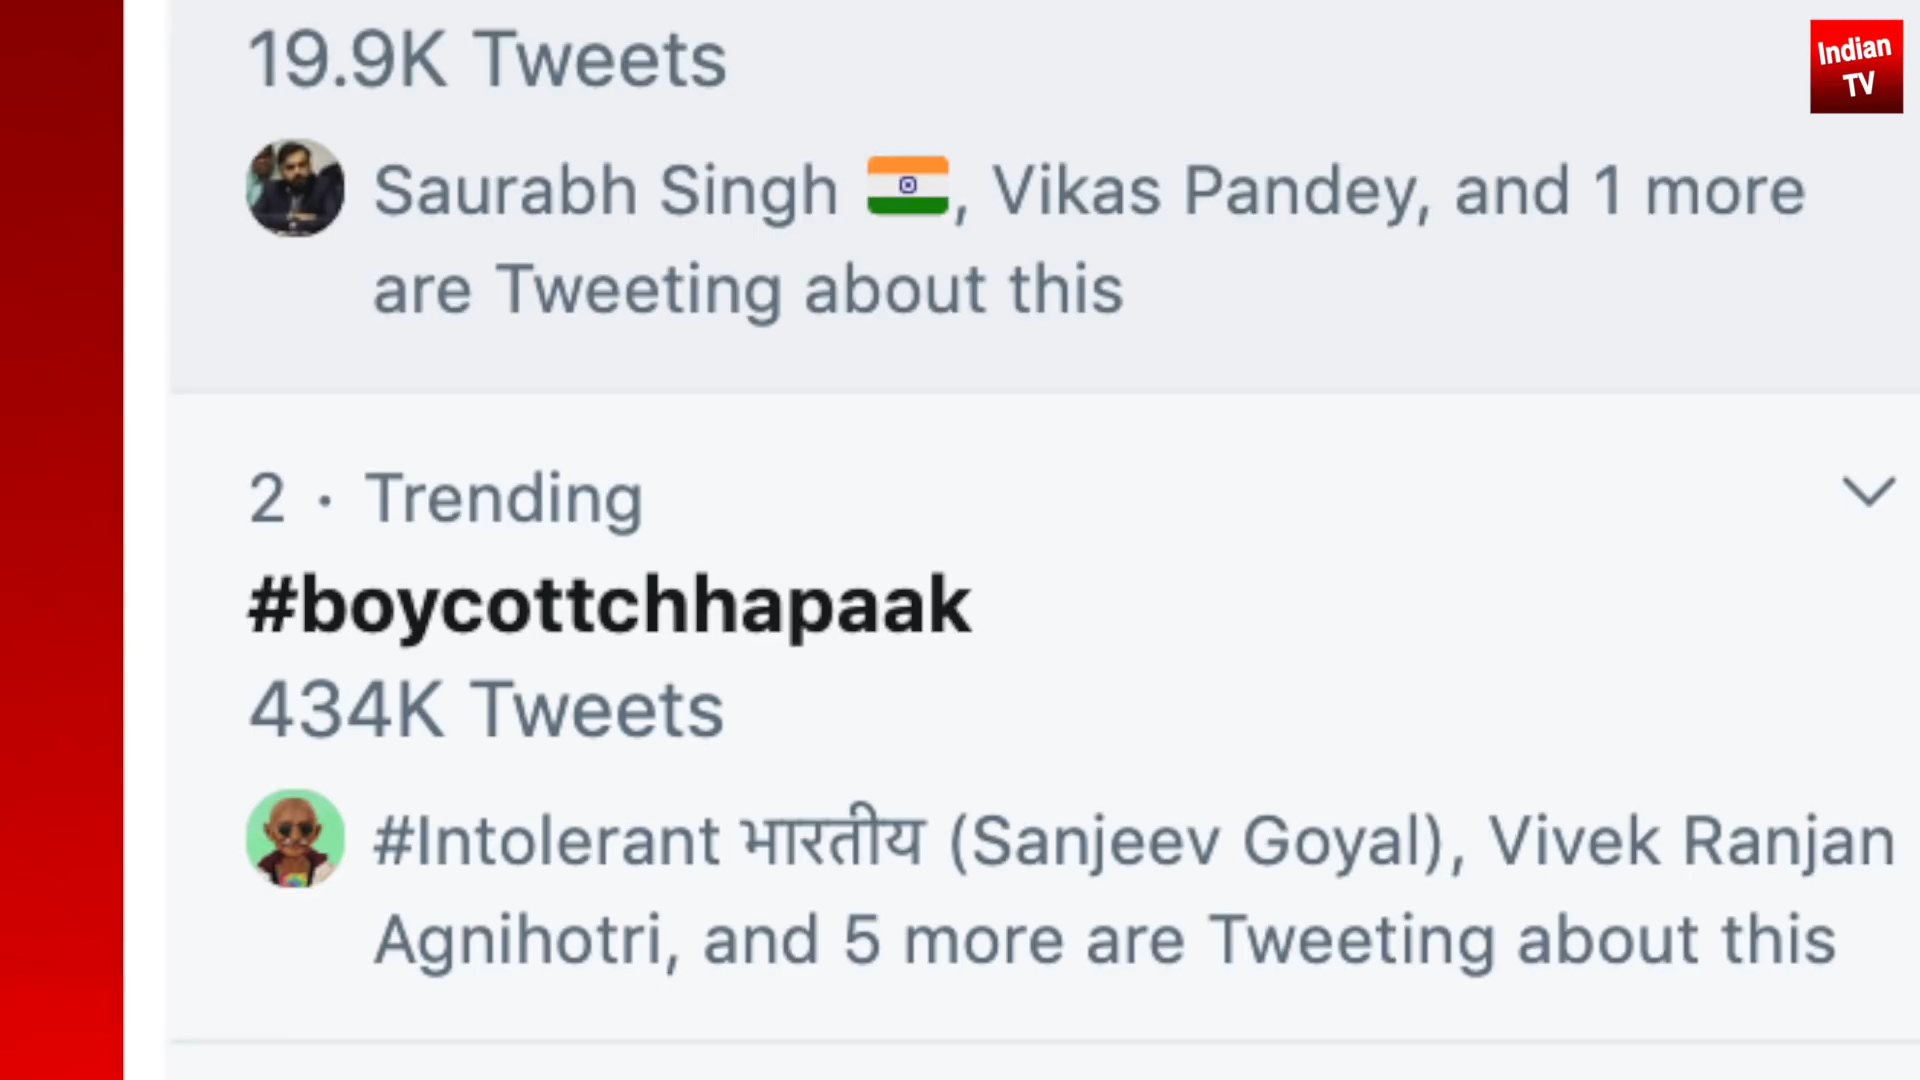 19.9K Tweets
Indian
TV
Saurabh Singh 🇮🇳, Vikas Pandey, and 1 more
are Tweeting about this
2 · Trending
#boycottchhapaak
434K Tweets
#Intolerant भारतीय (Sanjeev Goyal), Vivek Ranjan
Agnihotri, and 5 more are Tweeting about this